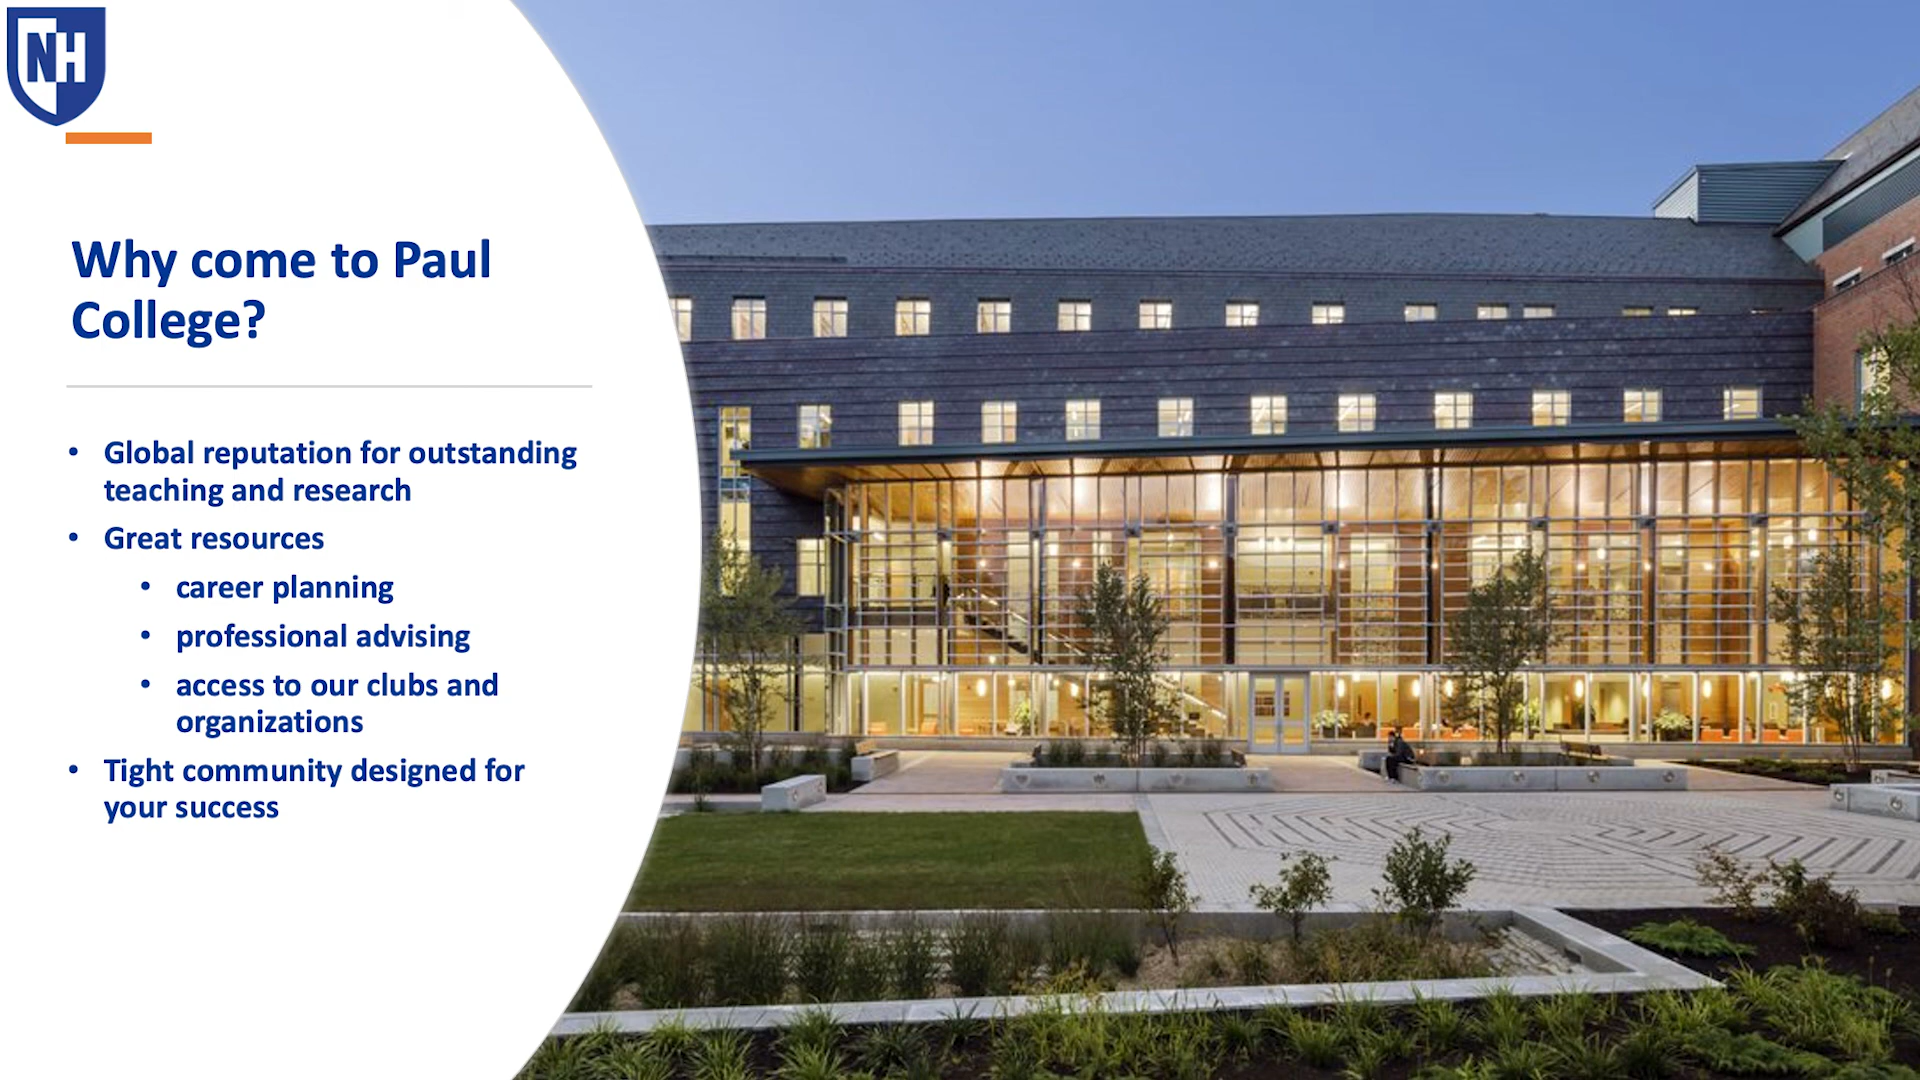 NH
Why come to Paul
College?
• Global reputation for outstanding
teaching and research
• Great resources
• career planning
• professional advising
• access to our clubs and
organizations
• Tight community designed for
your success